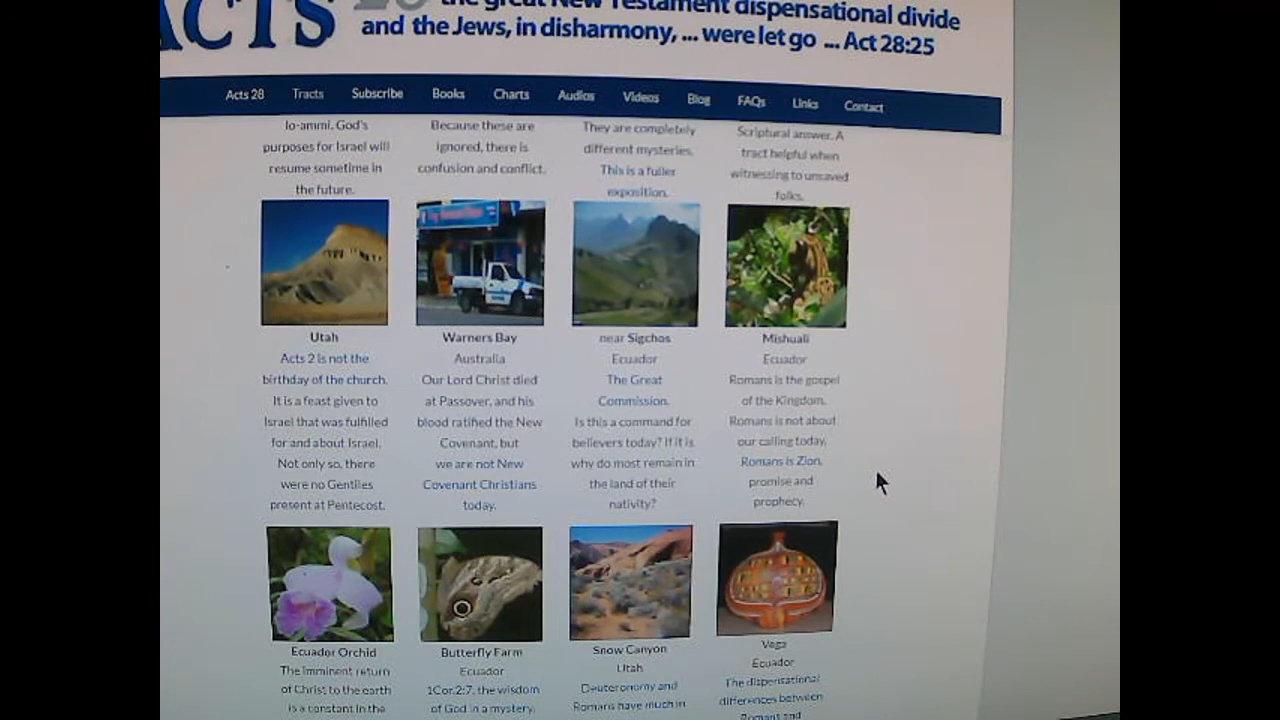 ACTS 28 the great New Testament dispensational divide
and the Jews, in disharmony, ... were let go ... Act 28:25
Acts 28 Tracts Subscribe Books Charts Audios Videos Blog FAQs Links Contact
lo-ammi. God's
purposes for Israel will
resume sometime in
the future.
Because these are
ignored, there is
confusion and conflict.
They are completely
different mysteries.
This is a fuller
exposition.
Scriptural answer. A
tract helpful when
witnessing to unsaved
folks.
Utah
Acts 2 is not the
birthday of the church.
It is a feast given to
Israel that was fulfilled
for and about Israel.
Not only so, there
were no Gentiles
present at Pentecost.
Warners Bay
Australia
Our Lord Christ died
at Passover, and his
blood ratified the New
Covenant, but
we are not New
Covenant Christians
today.
near Sigchos
Ecuador
The Great
Commission.
Is this a command for
believers today? If it is
why do most remain in
the land of their
nativity?
Mishuali
Ecuador
Romans is the gospel
of the Kingdom.
Romans is not about
our calling today.
Romans is Zion,
promise and
prophecy.
Ecuador Orchid
The imminent return
of Christ to the earth
is a constant in the
Butterfly Farm
Ecuador
1Cor.2:7, the wisdom
of God in a mystery.
Snow Canyon
Utah
Deuteronomy and
Romans have much in
Vega
Ecuador
The dispensational
differences between
Romans and